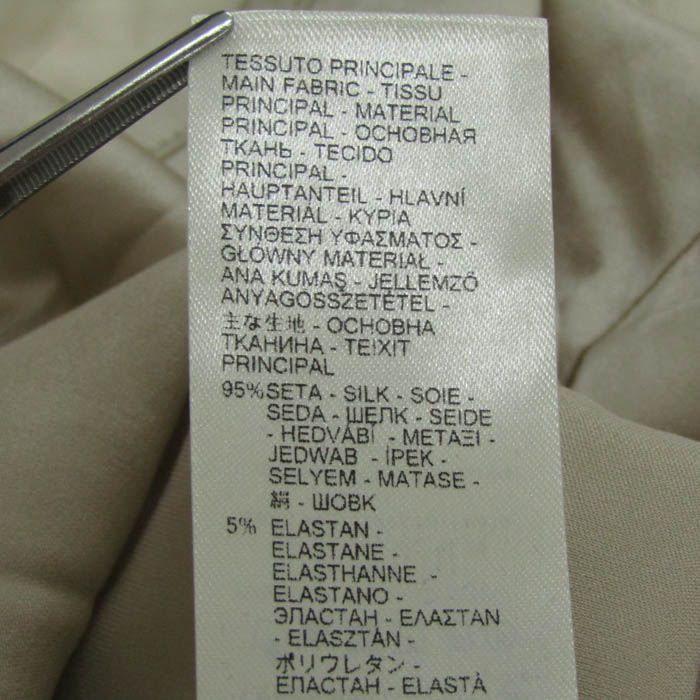 TESSUTO PRINCIPALE -
MAIN FABRIC - TISSU
PRINCIPAL - MATERIAL
PRINCIPAL - ОСНОВНАЯ
ТКАНЬ - TECIDO
PRINCIPAL -
HAUPTANTEIL - HLAVNÍ
MATERIAL - ΚΥΡΙΑ
ΣΥΝΘΕΣΗ ΥΦΑΣΜΑΤΟΣ -
GŁOWNY MATERIAŁ -
ANA KUMAŞ - JELLEMZŐ
ANYAGÖSSZETÉTEL -
主な生地 - ОСНОВНА
ТКАНИНА - TEIXIT
PRINCIPAL
95% SETA - SILK - SOIE -
SEDA - ШЕЛК - SEIDE
- HEDVÁBÍ - ΜΕΤΑΞΙ -
JEDWAB - İPEK -
SELYEM - MATASE -
絹 - ШОВК
5% ELASTAN -
ELASTANE -
ELASTHANNE -
ELASTANO -
ЭЛАСТАН - ΕΛΑΣΤΑΝ
- ELASZTÁN -
ポリウレタン -
ЕЛАСТАН - ELASTÀ